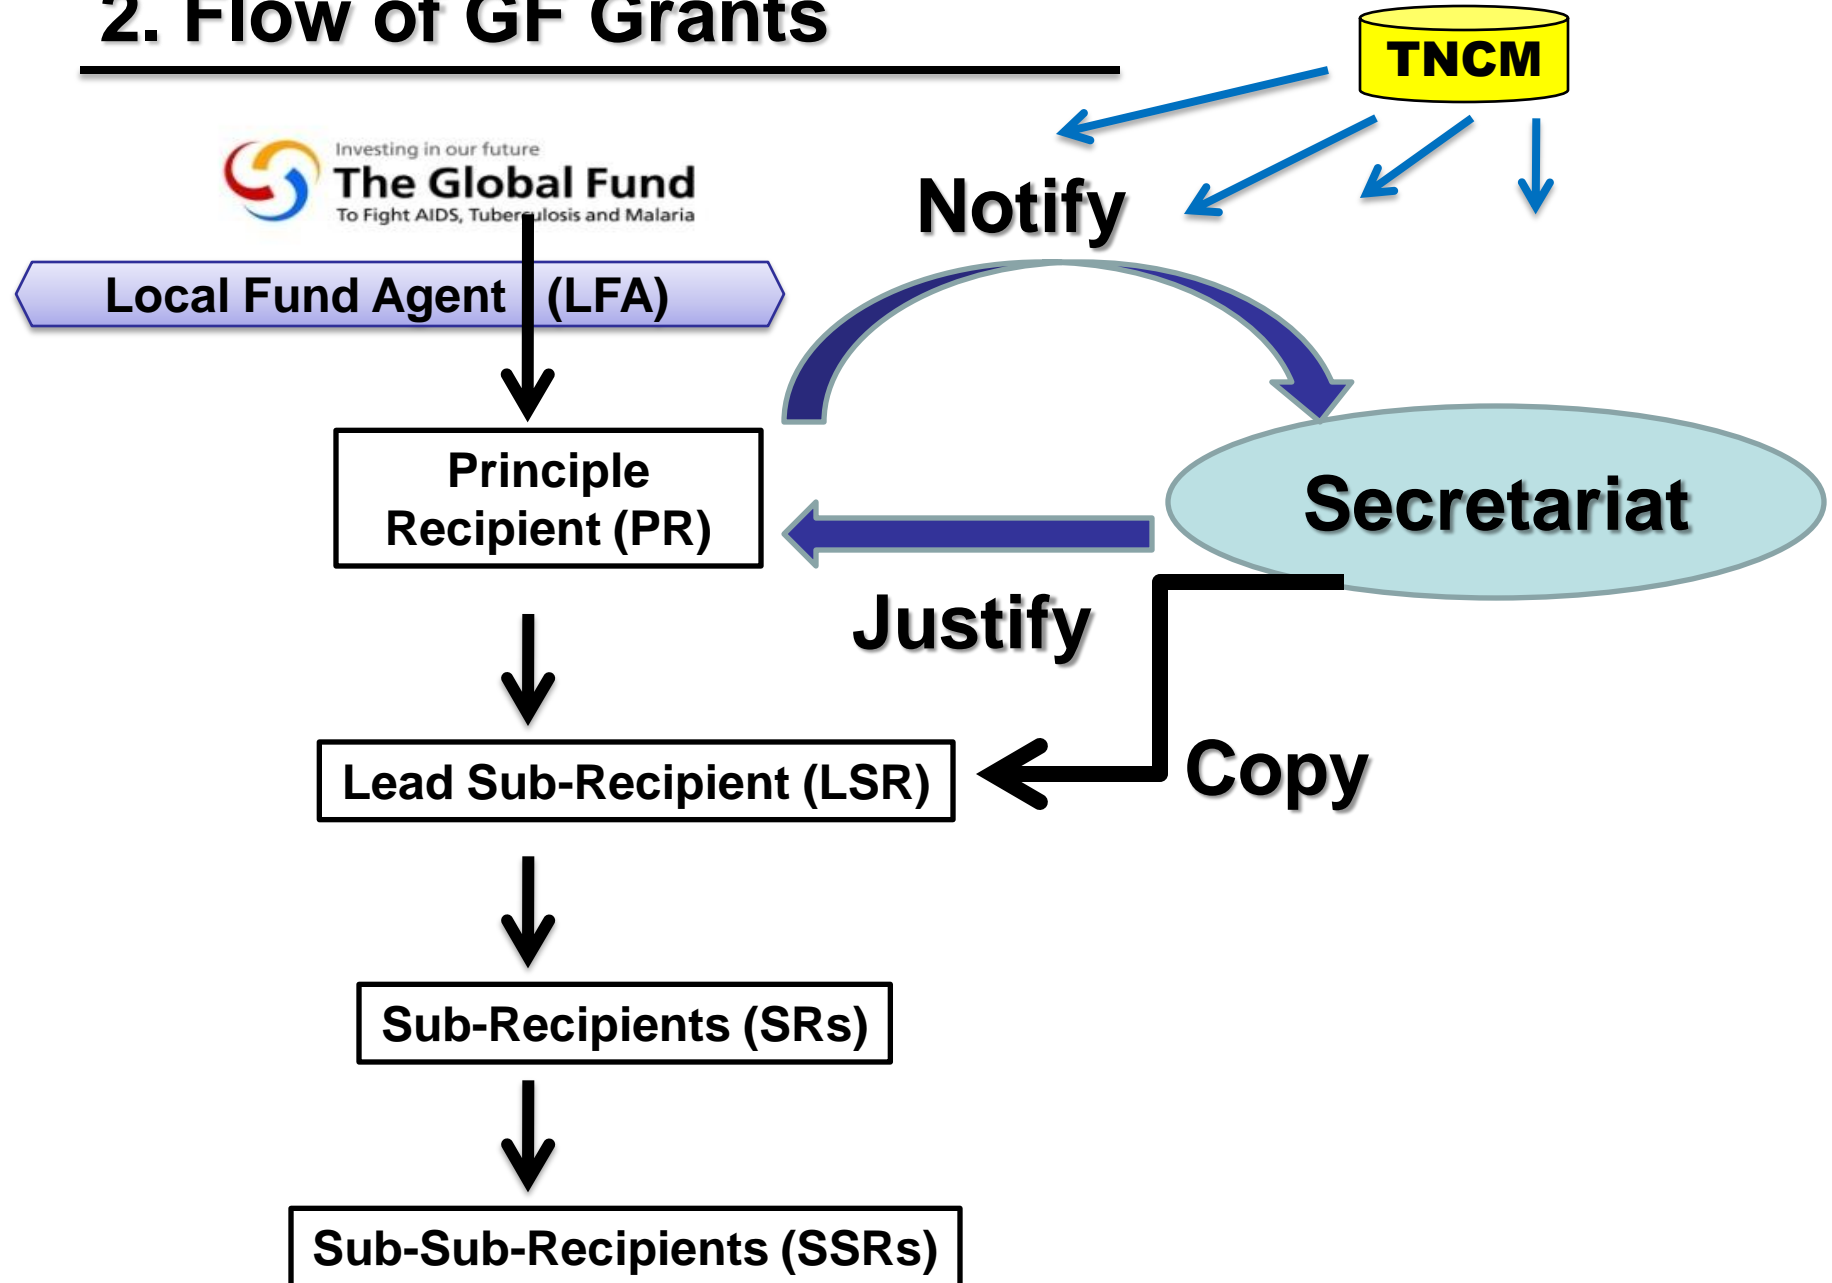 2. Flow of GF Grants
TNCM
Investing in our future
The Global Fund
To Fight AIDS, Tuberculosis and Malaria
Notify
Local Fund Agent (LFA)
Principle
Recipient (PR)
Secretariat
Justify
Lead Sub-Recipient (LSR)
Copy
Sub-Recipients (SRs)
Sub-Sub-Recipients (SSRs)